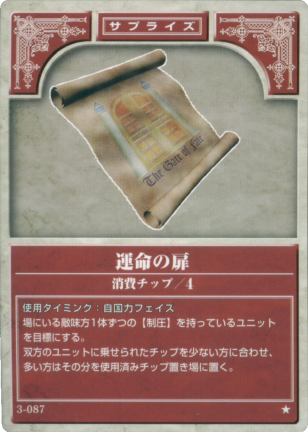 サプライズ
The Gate of Fate
運命の扉
消費チップ／4
使用タイミング：自国力フェイス
場にいる敵味方1体ずつの【制圧】を持っているユニット
を目標にする。
双方のユニットに乗せられたチップを少ない方に合わせ、
多い方はその分を使用済みチップ置き場に置く。
3-087
★